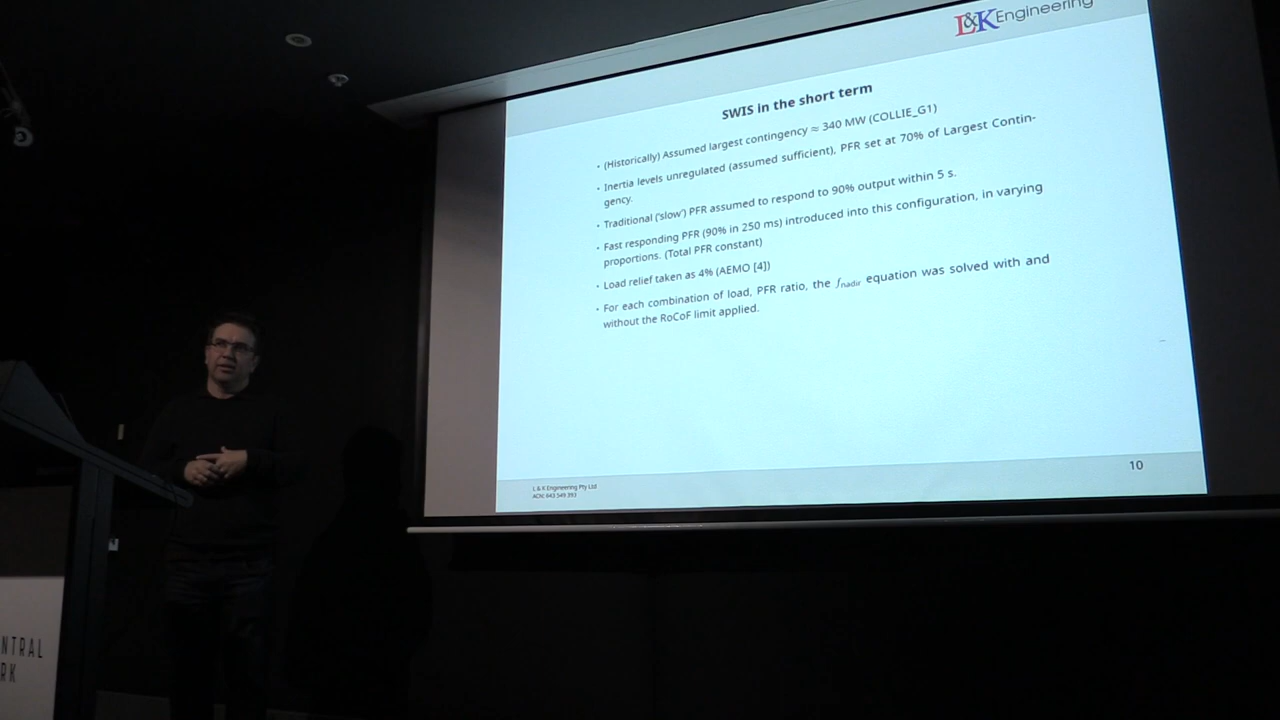 L&K Engineering
SWIS in the short term
• (Historically) Assumed largest contingency ≈ 340 MW (COLLIE_G1)
• Inertia levels unregulated (assumed sufficient), PFR set at 70% of Largest Contin-
gency.
• Traditional (‘slow’) PFR assumed to respond to 90% output within 5 s.
• Fast responding PFR (90% in 250 ms) introduced into this configuration, in varying
proportions. (Total PFR constant)
• Load relief taken as 4% (AEMO [4])
• For each combination of load, PFR ratio, the fnadir equation was solved with and
without the RoCoF limit applied.
L & K Engineering Pty Ltd
ACN: 643 549 393
10
NTRAL
RK